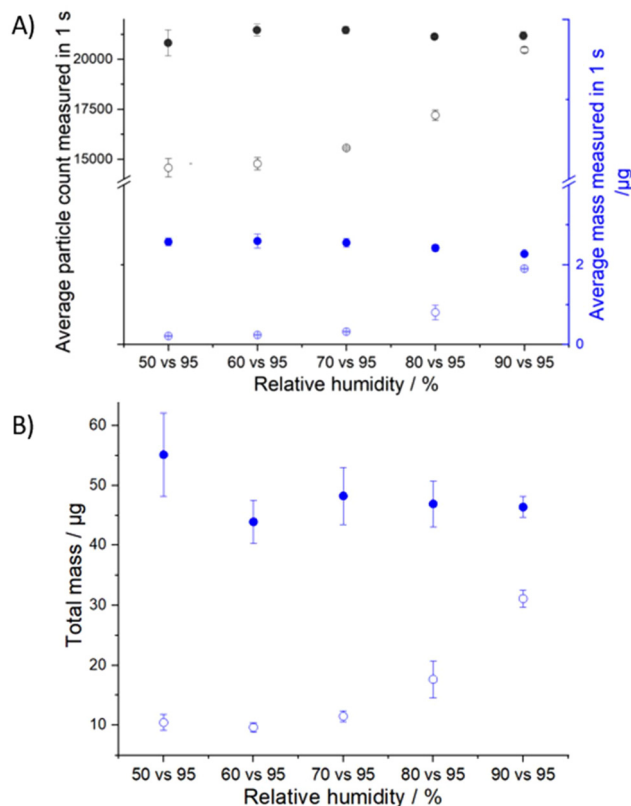 A)
Average particle count measured in 1 s
20000
17500
15000
Average mass measured in 1 s
/µg
2
0
50 vs 95 60 vs 95 70 vs 95 80 vs 95 90 vs 95
Relative humidity / %
B)
Total mass / µg
60
50
40
30
20
10
50 vs 95 60 vs 95 70 vs 95 80 vs 95 90 vs 95
Relative humidity / %